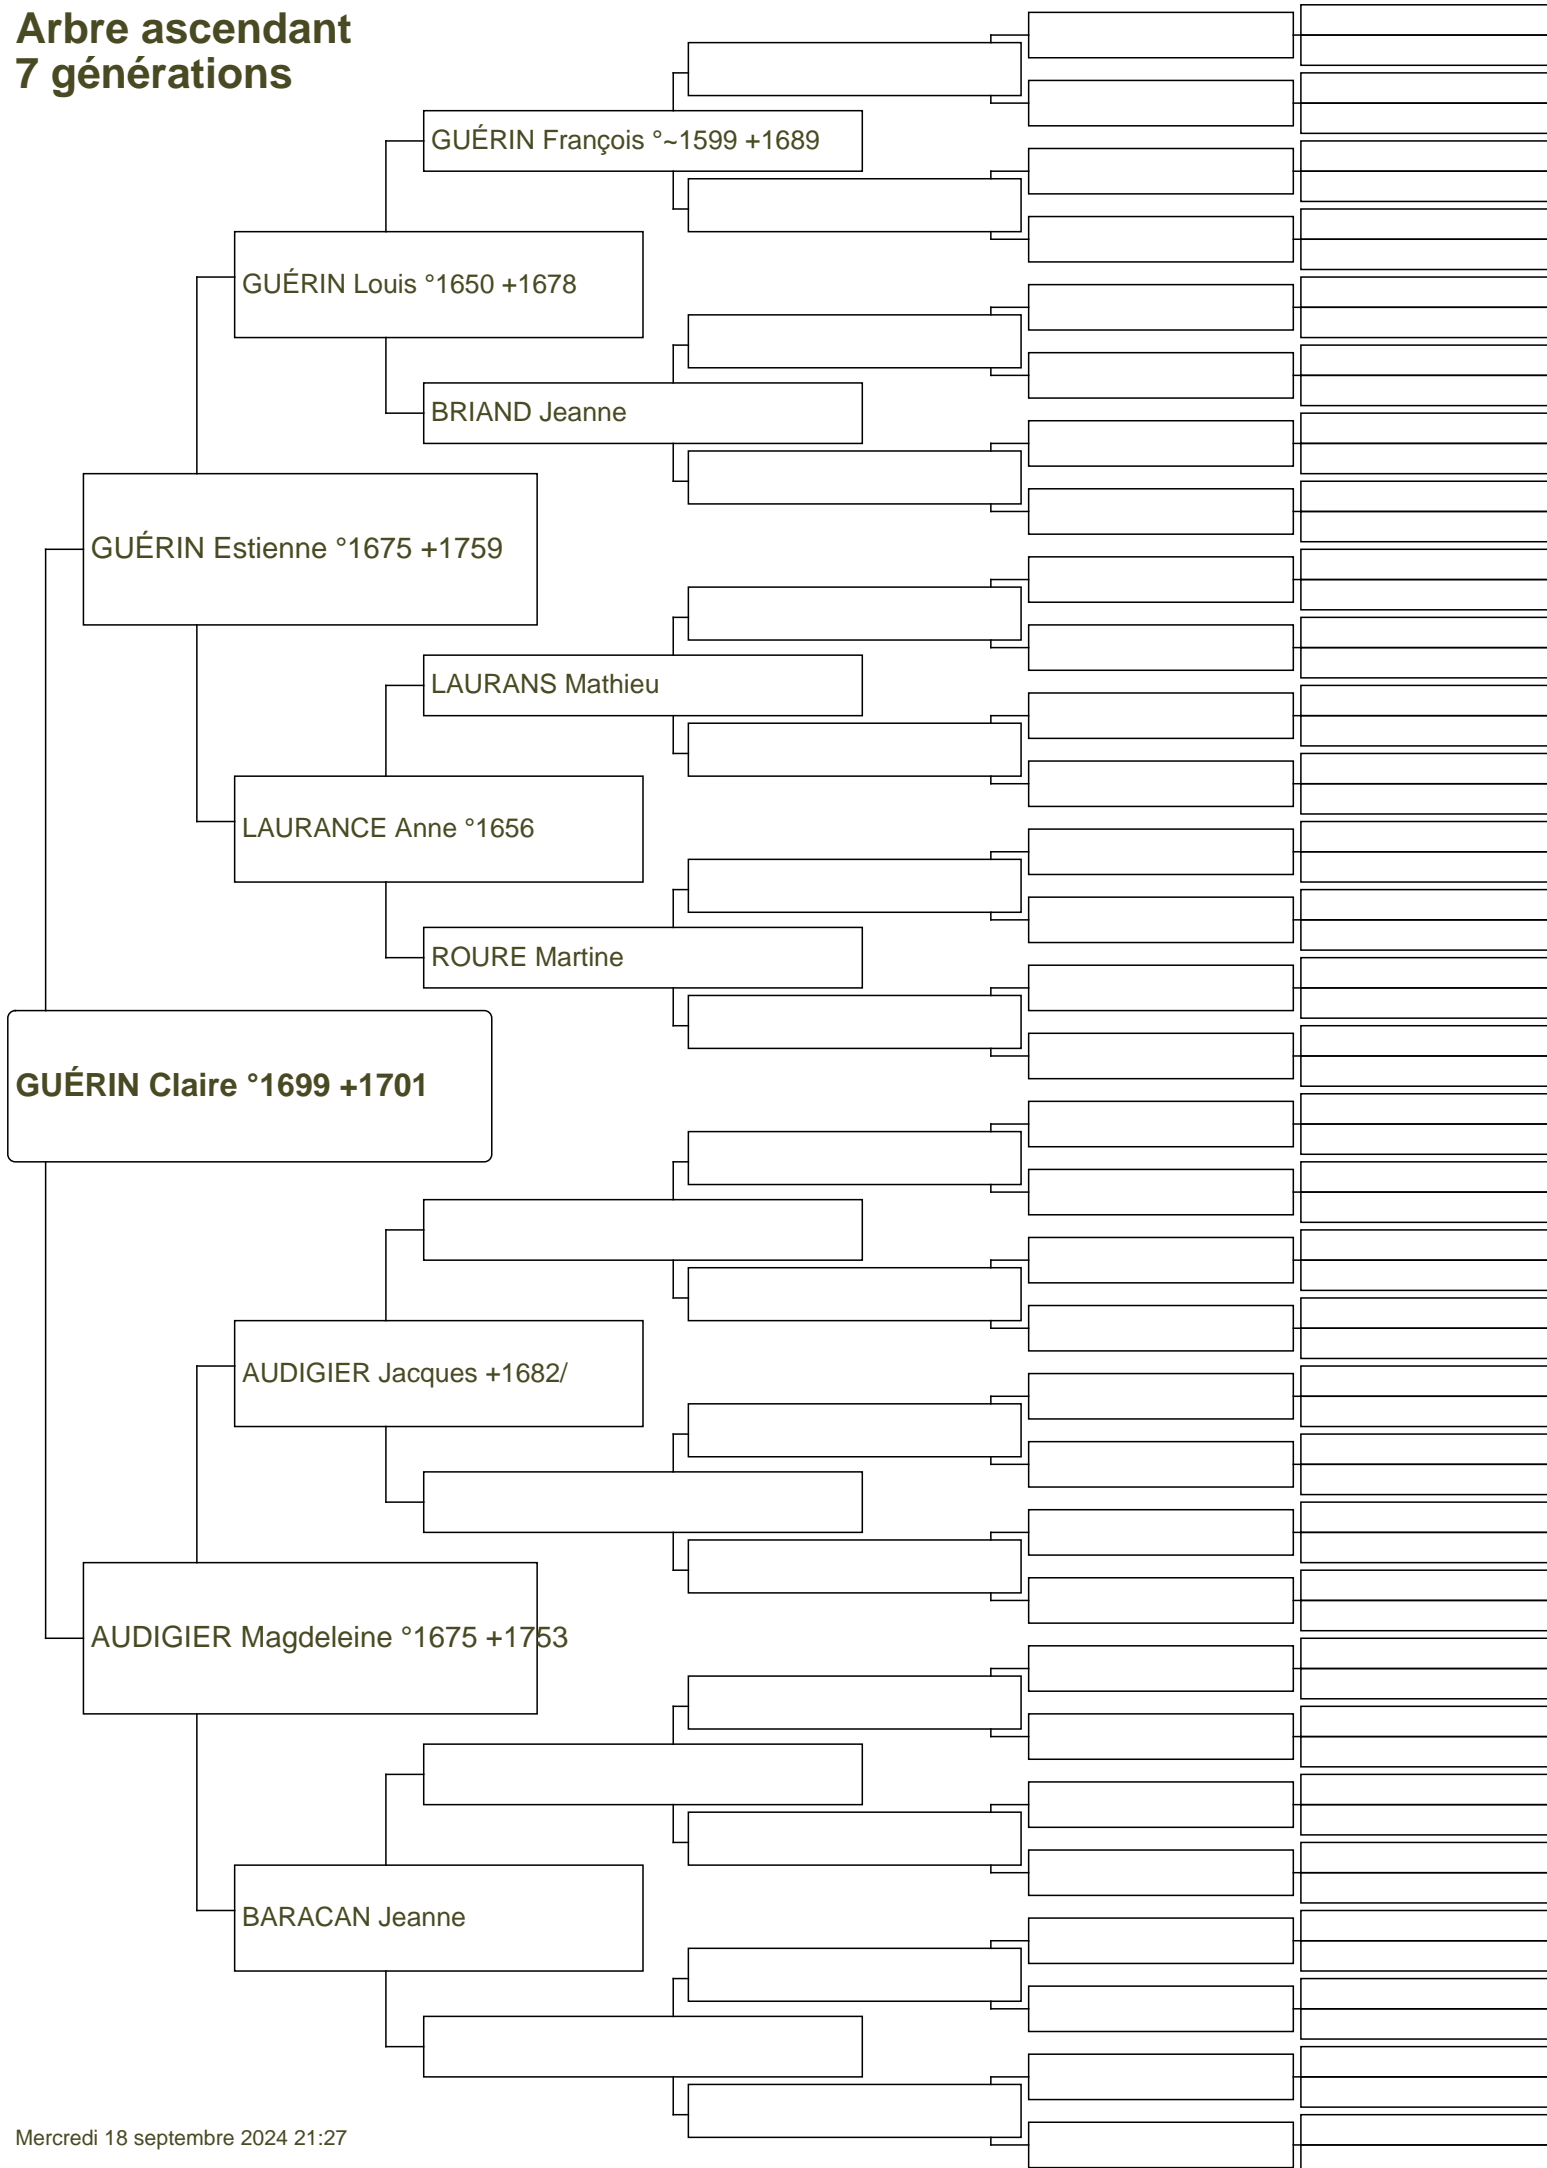 Arbre ascendant
7 générations
GUÉRIN François °~1599 +1689
GUÉRIN Louis °1650 +1678
BRIAND Jeanne
GUÉRIN Estienne °1675 +1759
LAURANS Mathieu
LAURANCE Anne °1656
ROURE Martine
GUÉRIN Claire °1699 +1701
AUDIGIER Jacques +1682/
AUDIGIER Magdeleine °1675 +1753
BARACAN Jeanne
Mercredi 18 septembre 2024 21:27